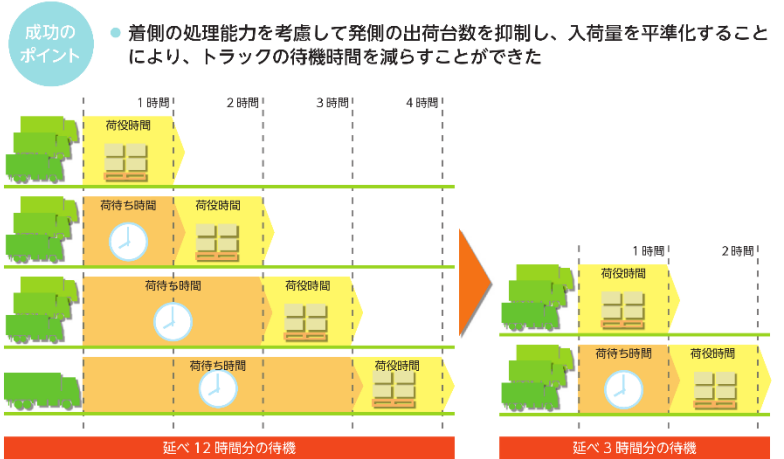 成功の
ポイント
● 着側の処理能力を考慮して発側の出荷台数を抑制し、入荷量を平準化すること
により、トラックの待機時間を減らすことができた
1時間 2時間 3時間 4時間
荷役時間
荷待ち時間 荷役時間
荷待ち時間 荷役時間
荷待ち時間 荷役時間
延べ12時間分の待機
1時間 2時間
荷役時間
荷待ち時間 荷役時間
延べ3時間分の待機